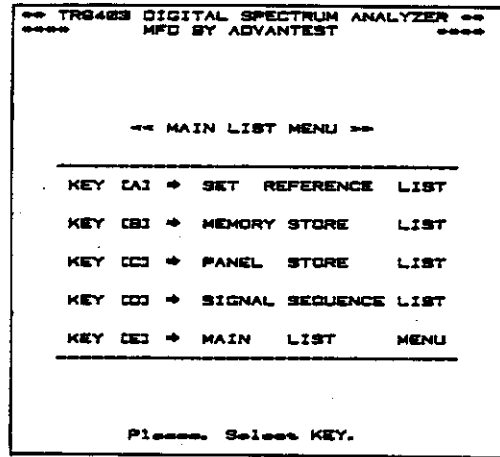 ** TR9403 DIGITAL SPECTRUM ANALYZER **
**** MFD BY ADVANTEST ****
<< MAIN LIST MENU >>
KEY [A] → SET REFERENCE LIST
KEY [B] → MEMORY STORE LIST
KEY [C] → PANEL STORE LIST
KEY [D] → SIGNAL SEQUENCE LIST
KEY [E] → MAIN LIST MENU
Please. Select KEY.